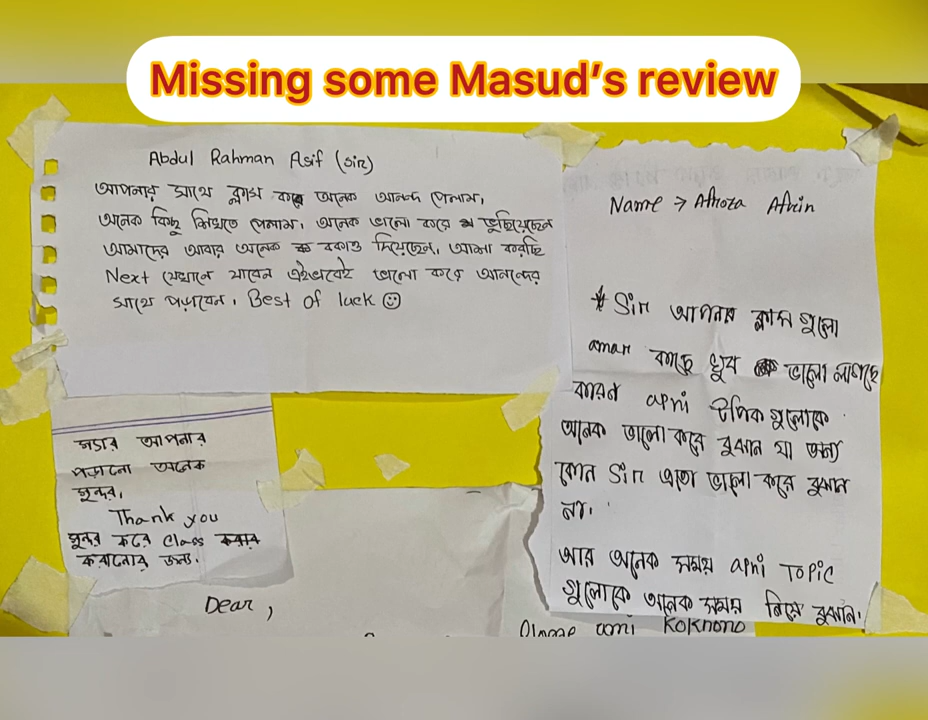 Missing some Masud's review
Abdul Rahman Asif (sir)
আপনার সাথে ক্লাস করে অনেক আনন্দ পেলাম,
অনেক কিছু শিখতে পেলাম, অনেক ভালো করে
আমাদের আবার অনেক বকাও দিয়েছেন, আশা করছি
Next যেখানে যাবেন এইভাবেই ভালো করে আনন্দের
সাথে পড়াবেন। Best of luck ☺
স্যার আপনার
পড়ানো অনেক
সুন্দর,
Thank you
সুন্দর করে Class
করানোর জন্য.
Dear,
Name → Afroza Afrin
* Sir আপনার ক্লাস গুলো
amar কাছে খুব ভালো লাগছে
কারণ apni টপিক গুলোকে
অনেক ভালো করে বুঝান যা অন্য
কোন Sir এতো ভালো করে বুঝান
না.
আর অনেক সময় apni Topic
গুলোকে অনেক সময় নিয়ে বুঝান.
ami Kokhono